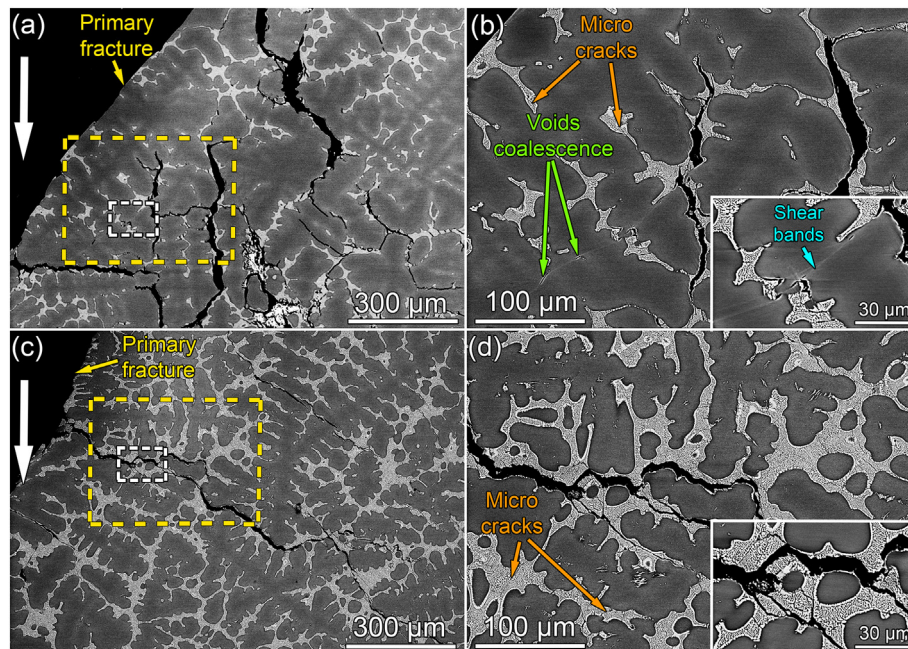 (a)
Primary
fracture
300 µm
(b)
Micro
cracks
Voids
coalescence
Shear
bands
100 µm
30 µm
(c)
Primary
fracture
300 µm
(d)
Micro
cracks
100 µm
30 µm